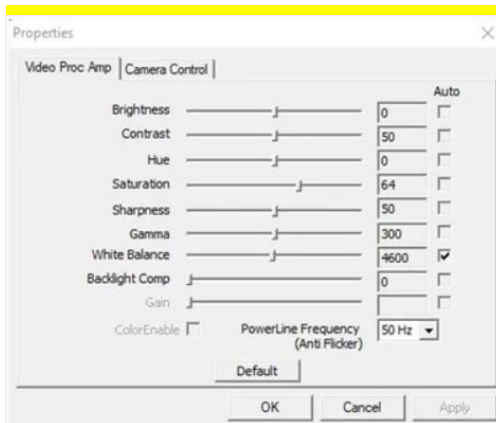 Properties
Video Proc Amp Camera Control
Auto
Brightness 0
Contrast 50
Hue 0
Saturation 64
Sharpness 50
Gamma 300
White Balance 4600
Backlight Comp 0
Gain
ColorEnable PowerLine Frequency 50 Hz
(Anti Flicker)
Default
OK Cancel Apply